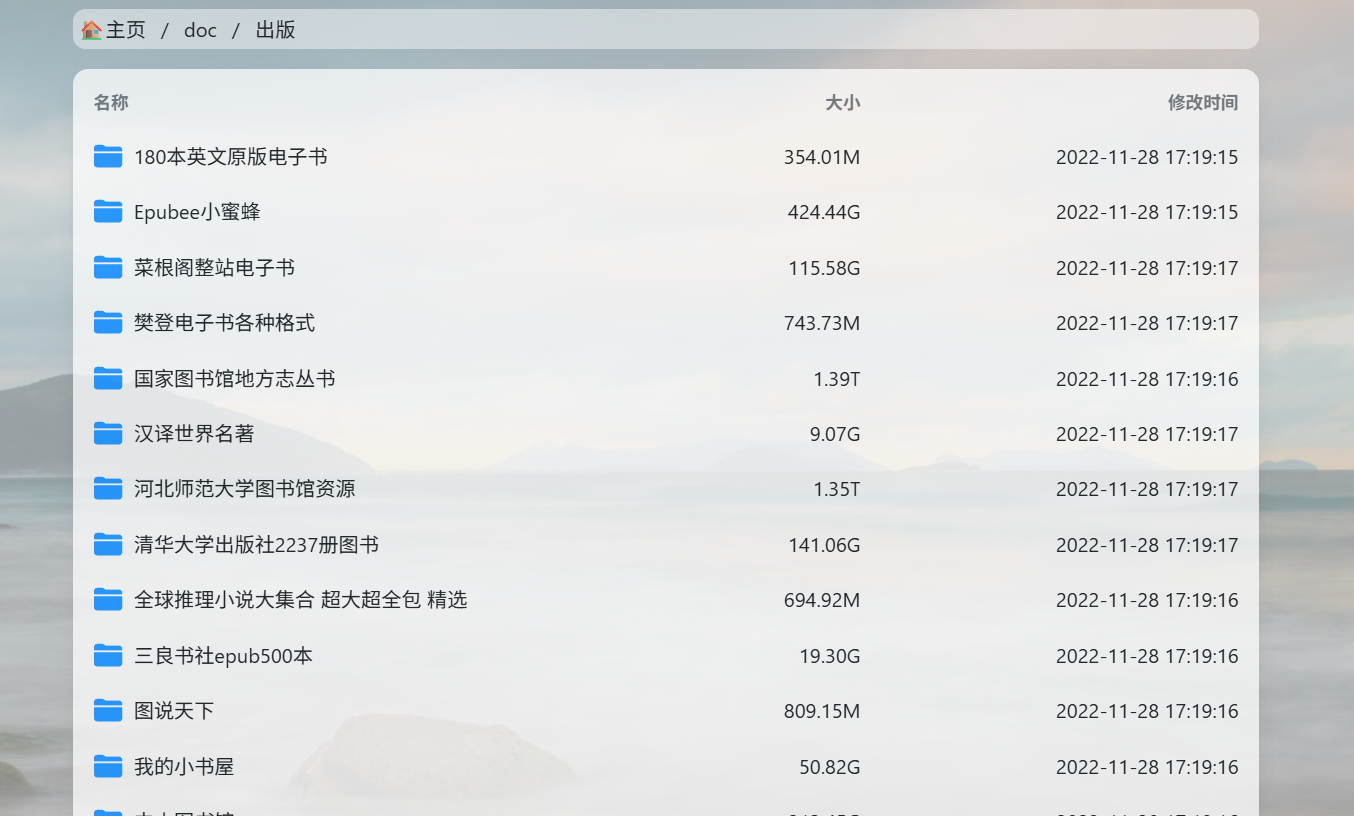 主页 / doc / 出版
名称 大小 修改时间
180本英文原版电子书 354.01M 2022-11-28 17:19:15
Epubee小蜜蜂 424.44G 2022-11-28 17:19:15
菜根阁整站电子书 115.58G 2022-11-28 17:19:17
樊登电子书各种格式 743.73M 2022-11-28 17:19:17
国家图书馆地方志丛书 1.39T 2022-11-28 17:19:16
汉译世界名著 9.07G 2022-11-28 17:19:17
河北师范大学图书馆资源 1.35T 2022-11-28 17:19:17
清华大学出版社2237册图书 141.06G 2022-11-28 17:19:17
全球推理小说大集合 超大超全包 精选 694.92M 2022-11-28 17:19:16
三良书社epub500本 19.30G 2022-11-28 17:19:16
图说天下 809.15M 2022-11-28 17:19:16
我的小书屋 50.82G 2022-11-28 17:19:16